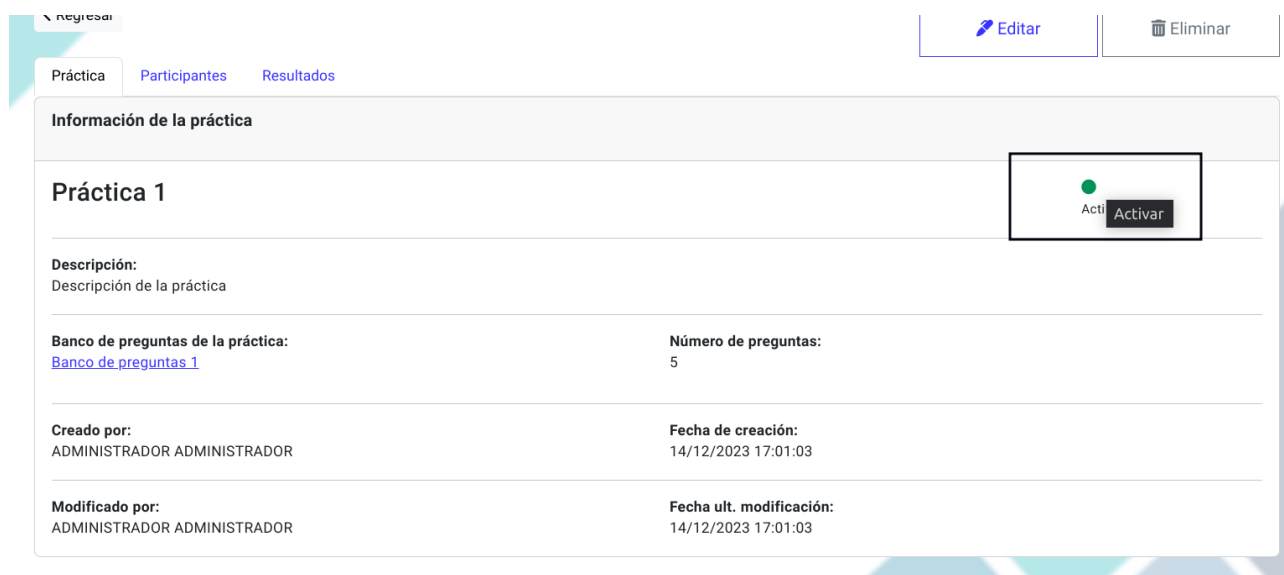 Regresar
Editar
Eliminar
Práctica Participantes Resultados
Información de la práctica
Práctica 1
Acti
Activar
Descripción:
Descripción de la práctica
Banco de preguntas de la práctica: Número de preguntas:
Banco de preguntas 1 5
Creado por: Fecha de creación:
ADMINISTRADOR ADMINISTRADOR 14/12/2023 17:01:03
Modificado por: Fecha ult. modificación:
ADMINISTRADOR ADMINISTRADOR 14/12/2023 17:01:03